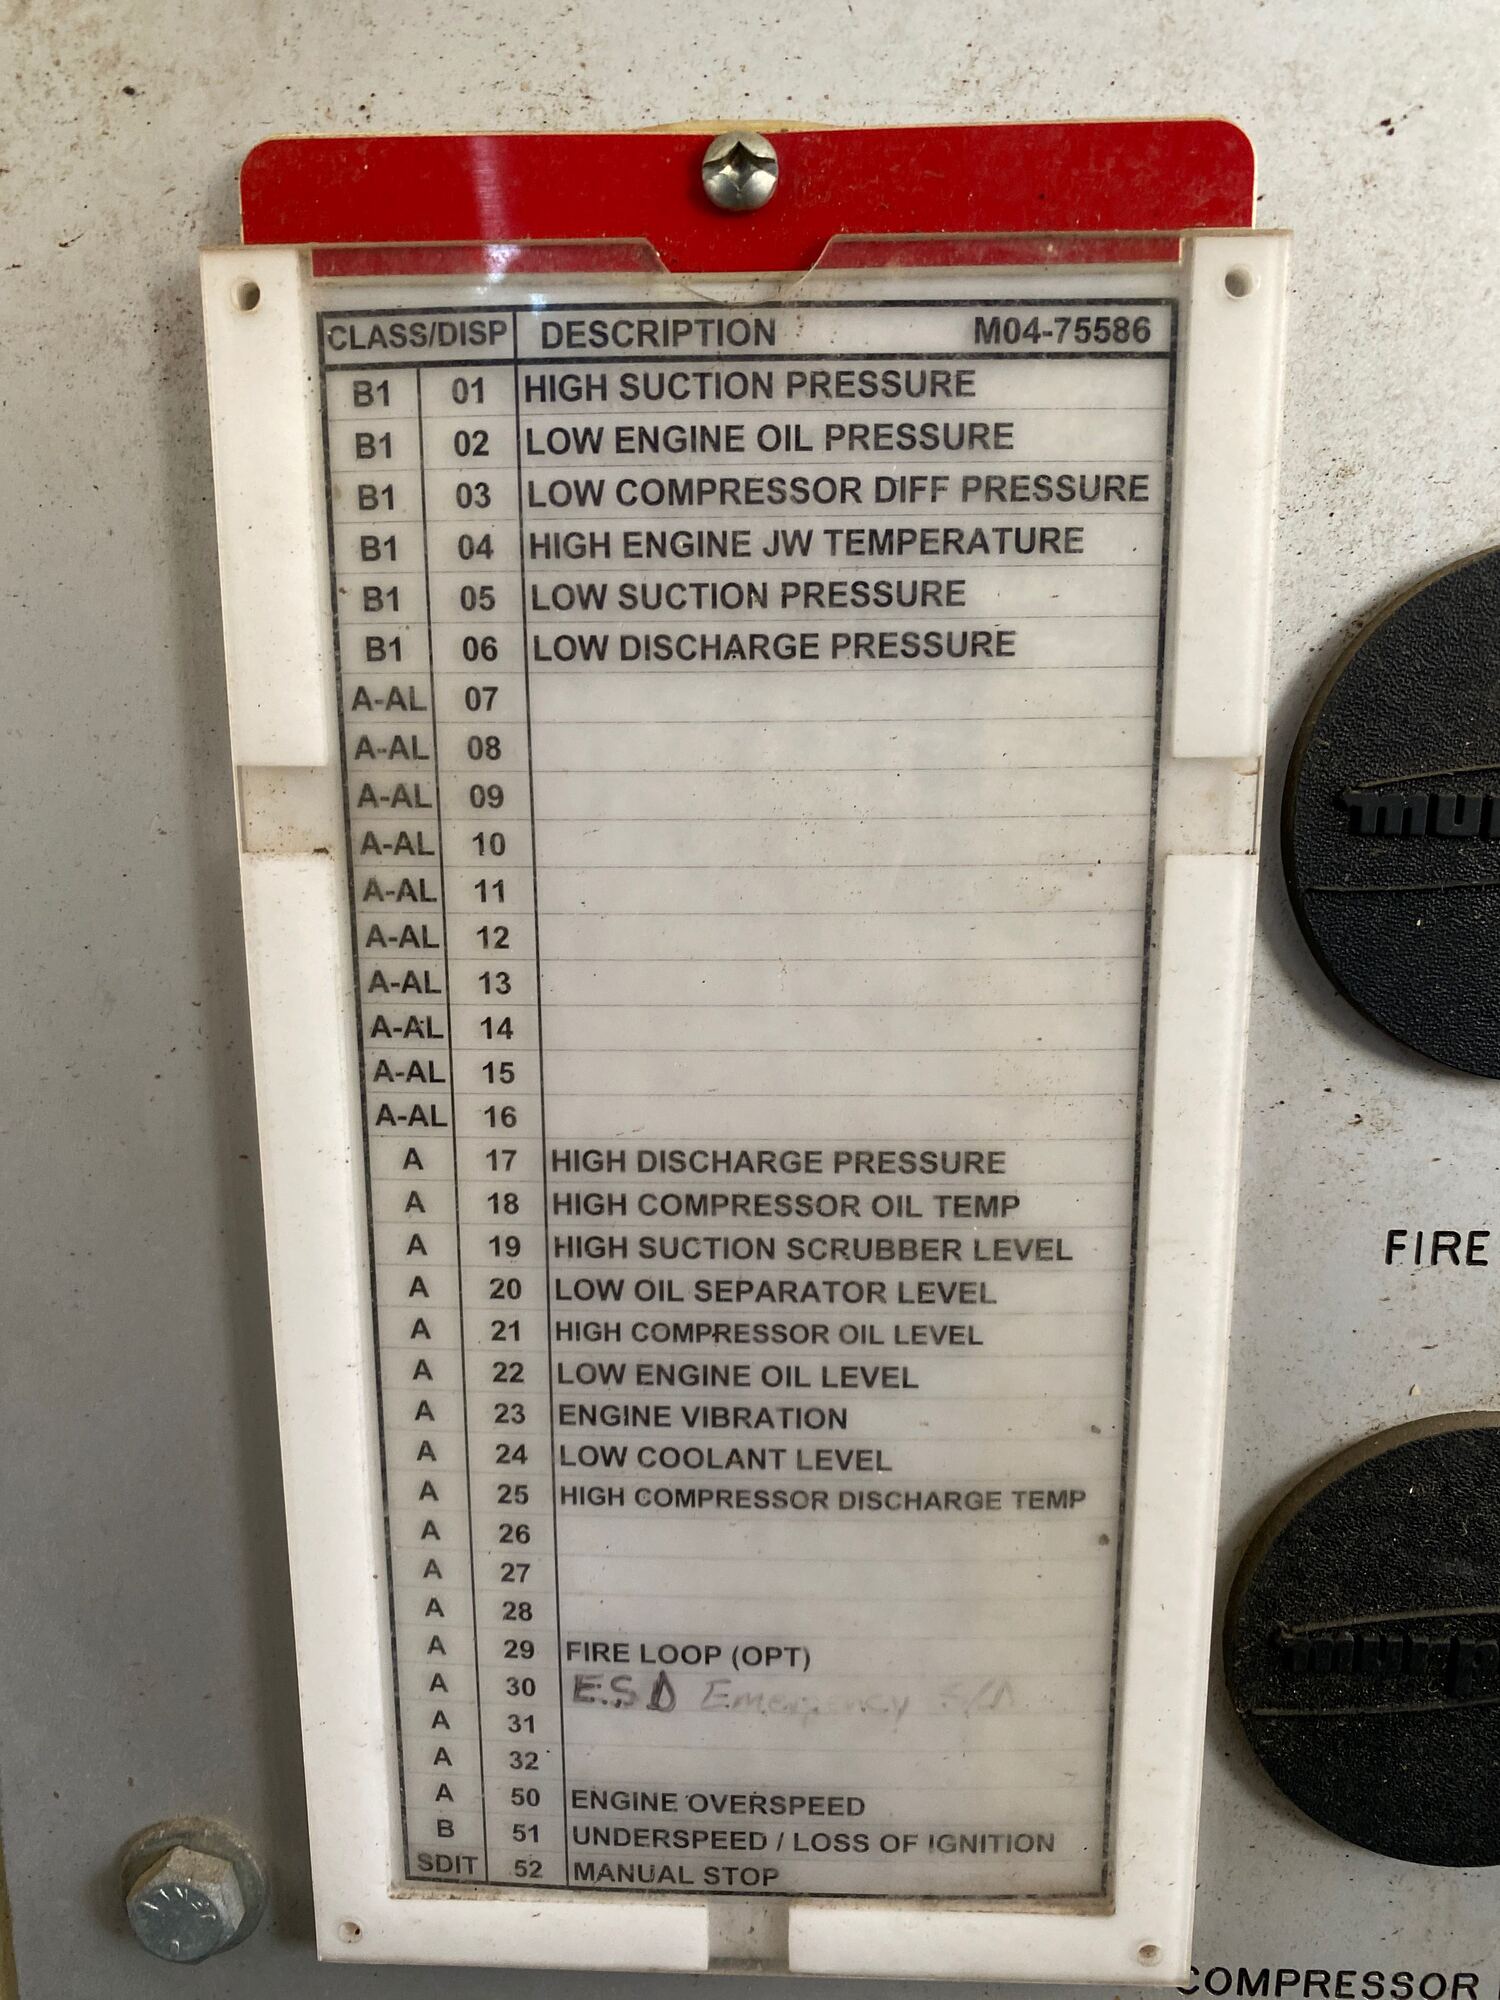 CLASS/DISP DESCRIPTION M04-75586
B1 01 HIGH SUCTION PRESSURE
B1 02 LOW ENGINE OIL PRESSURE
B1 03 LOW COMPRESSOR DIFF PRESSURE
B1 04 HIGH ENGINE JW TEMPERATURE
B1 05 LOW SUCTION PRESSURE
B1 06 LOW DISCHARGE PRESSURE
A-AL 07
A-AL 08
A-AL 09
A-AL 10
A-AL 11
A-AL 12
A-AL 13
A-AL 14
A-AL 15
A-AL 16
A 17 HIGH DISCHARGE PRESSURE
A 18 HIGH COMPRESSOR OIL TEMP
A 19 HIGH SUCTION SCRUBBER LEVEL
A 20 LOW OIL SEPARATOR LEVEL
A 21 HIGH COMPRESSOR OIL LEVEL
A 22 LOW ENGINE OIL LEVEL
A 23 ENGINE VIBRATION
A 24 LOW COOLANT LEVEL
A 25 HIGH COMPRESSOR DISCHARGE TEMP
A 26
A 27
A 28
A 29 FIRE LOOP (OPT)
A 30 E.S.D Emergency S/D
A 31
A 32
A 50 ENGINE OVERSPEED
B 51 UNDERSPEED / LOSS OF IGNITION
SDIT 52 MANUAL STOP
FIRE
COMPRESSOR